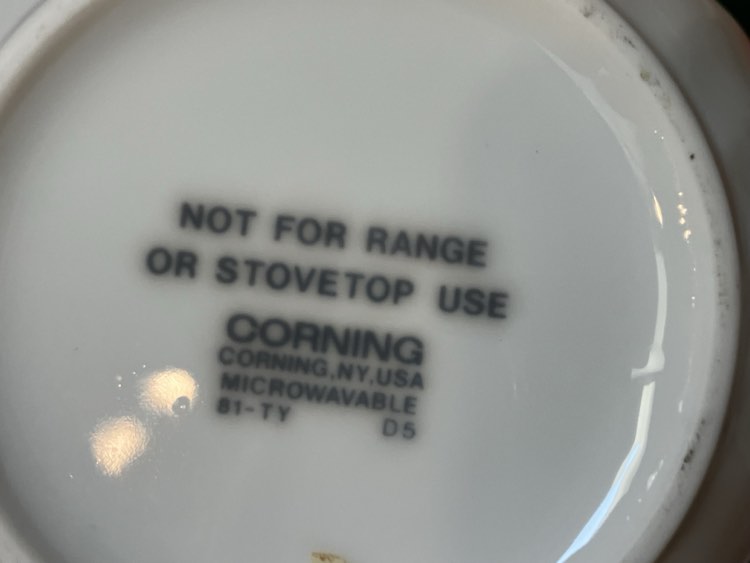 NOT FOR RANGE
OR STOVETOP USE
CORNING
CORNING, NY, USA
MICROWAVABLE
81-TY D5